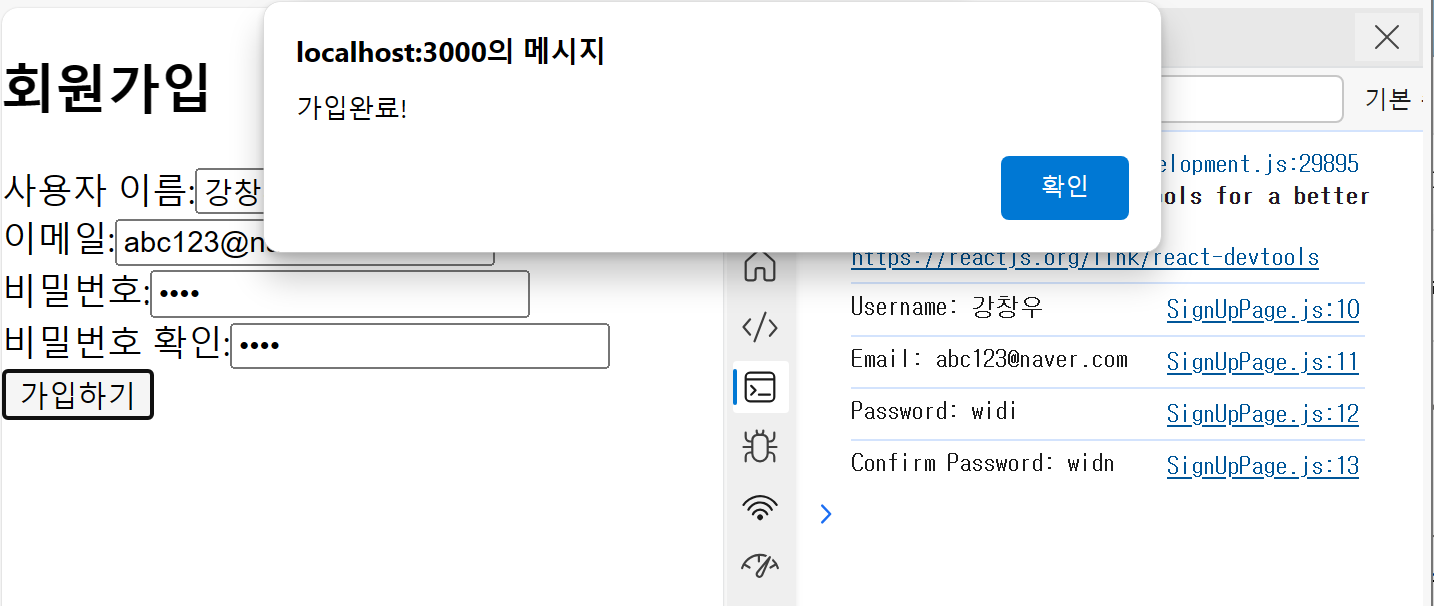 localhost:3000의 메시지
가입완료!
확인
회원가입
사용자 이름:강창
이메일:abc123@na
비밀번호:••••
비밀번호 확인:••••
가입하기
기본
elopment.js:29895
ols for a better
https://reactjs.org/link/react-devtools
Username: 강창우 SignUpPage.js:10
Email: abc123@naver.com SignUpPage.js:11
Password: widi SignUpPage.js:12
Confirm Password: widn SignUpPage.js:13